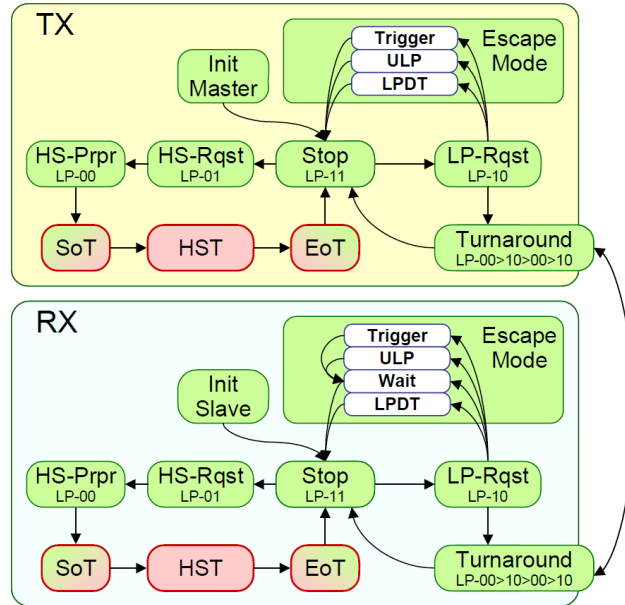 TX
Trigger
ULP
LPDT
Escape
Mode
Init
Master
HS-Prpr
LP-00
HS-Rqst
LP-01
Stop
LP-11
LP-Rqst
LP-10
SoT
HST
EoT
Turnaround
LP-00>10>00>10
RX
Trigger
ULP
Wait
LPDT
Escape
Mode
Init
Slave
HS-Prpr
LP-00
HS-Rqst
LP-01
Stop
LP-11
LP-Rqst
LP-10
SoT
HST
EoT
Turnaround
LP-00>10>00>10